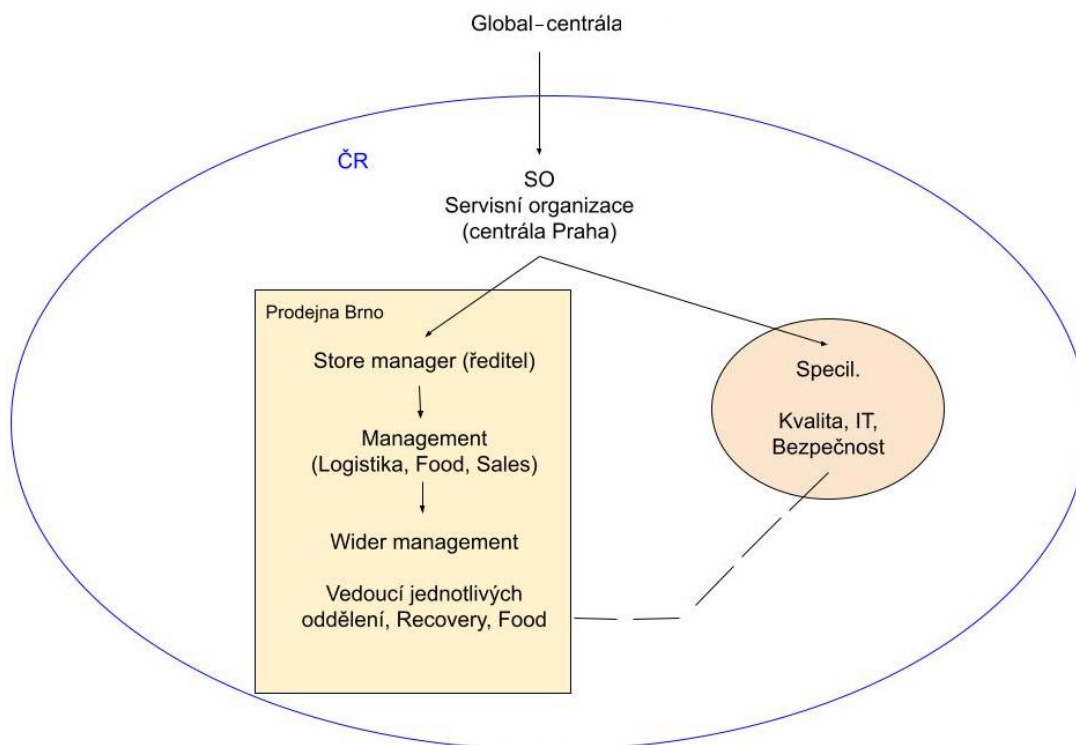 Global-centrála
ČR
SO
Servisní organizace
(centrála Praha)
Prodejna Brno
Store manager (ředitel)
Management
(Logistika, Food, Sales)
Wider management
Vedoucí jednotlivých
oddělení, Recovery, Food
Specil.
Kvalita, IT,
Bezpečnost